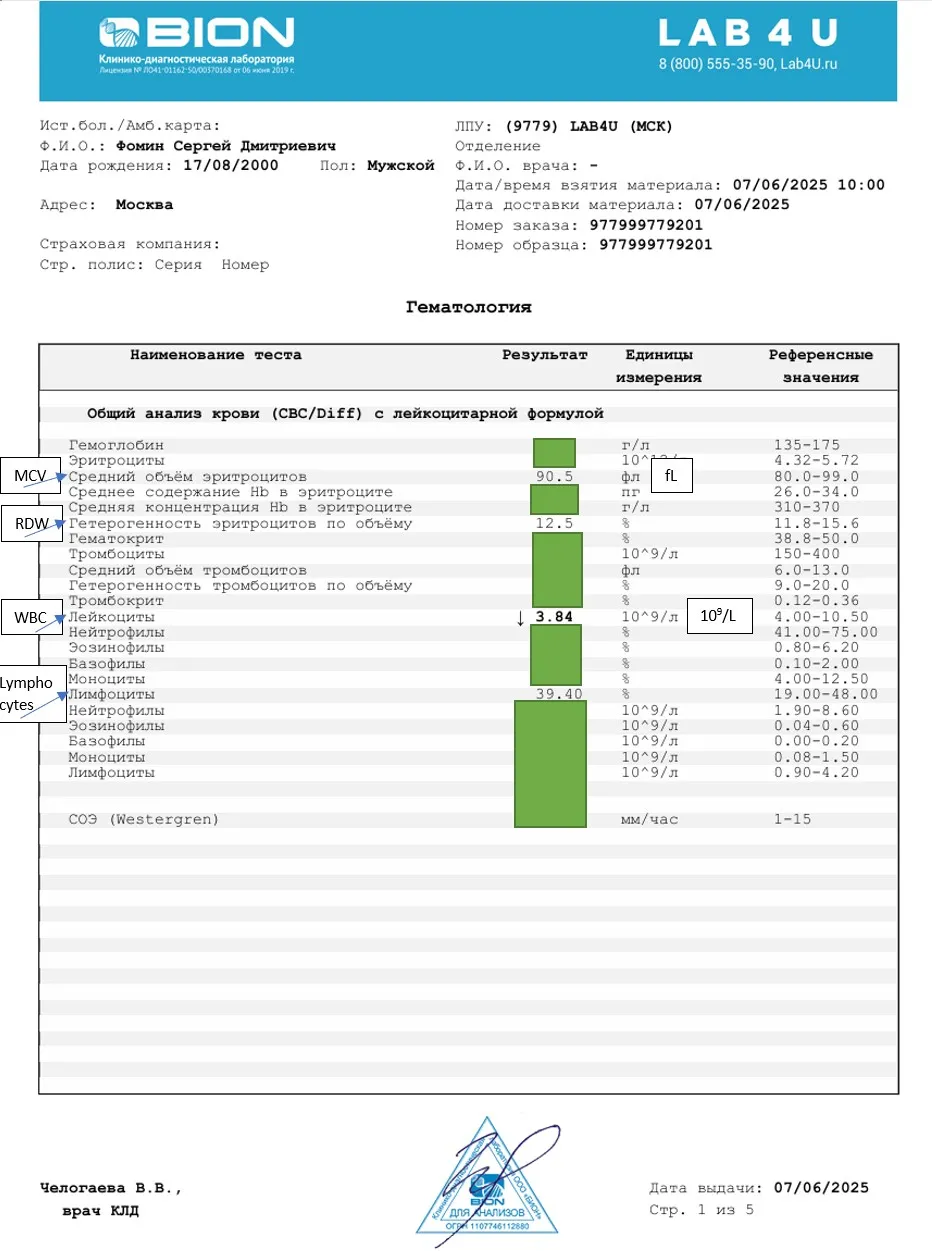 BION
Клинико-диагностическая лаборатория
Лицензия № ЛО41-01162-50/00370168 от 06 июня 2019 г.
LAB 4 U
8 (800) 555-35-90, Lab4U.ru
Ист.бол./Амб.карта:
Ф.И.О.: Фомин Сергей Дмитриевич
Дата рождения: 17/08/2000 Пол: Мужской
Адрес: Москва
Страховая компания:
Стр. полис: Серия Номер
ЛПУ: (9779) LAB4U (МСК)
Отделение
Ф.И.О. врача: -
Дата/время взятия материала: 07/06/2025 10:00
Дата доставки материала: 07/06/2025
Номер заказа: 977999779201
Номер образца: 977999779201
Гематология
Наименование теста Результат Единицы измерения Референсные значения
Общий анализ крови (CBC/Diff) с лейкоцитарной формулой
Гемоглобин г/л 135-175
Эритроциты 4.32-5.72
MCV Средний объём эритроцитов 90.5 фл fL 80.0-99.0
Среднее содержание Hb в эритроците пг 26.0-34.0
Средняя концентрация Hb в эритроците г/л 310-370
RDW Гетерогенность эритроцитов по объёму 12.5 % 11.8-15.6
Гематокрит % 38.8-50.0
Тромбоциты 10^9/л 150-400
Средний объём тромбоцитов фл 6.0-13.0
Гетерогенность тромбоцитов по объёму % 9.0-20.0
Тромбокрит % 0.12-0.36
WBC Лейкоциты ↓ 3.84 10^9/л 10⁹/L 4.00-10.50
Нейтрофилы % 41.00-75.00
Эозинофилы % 0.80-6.20
Базофилы % 0.10-2.00
Моноциты % 4.00-12.50
Lympho cytes Лимфоциты 39.40 % 19.00-48.00
Нейтрофилы 10^9/л 1.90-8.60
Эозинофилы 10^9/л 0.04-0.60
Базофилы 10^9/л 0.00-0.20
Моноциты 10^9/л 0.08-1.50
Лимфоциты 10^9/л 0.90-4.20
СОЭ (Westergren) мм/час 1-15
Челогаева В.В.,
врач КЛД
BION
ДЛЯ АНАЛИЗОВ
ОГРН 1107746112880
Дата выдачи: 07/06/2025
Стр. 1 из 5